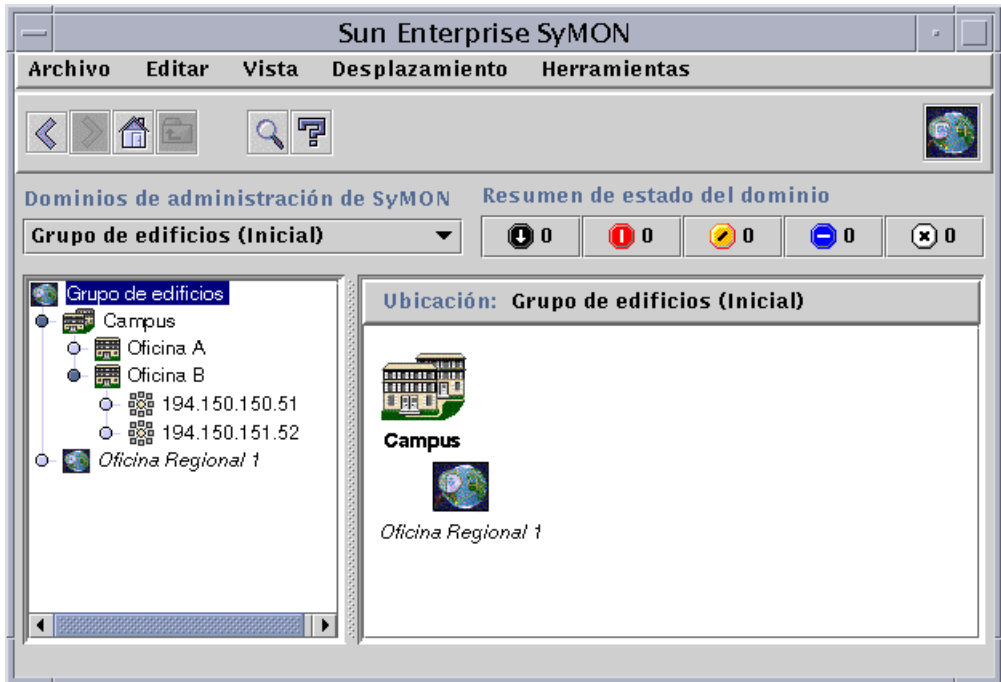 Sun Enterprise SyMON
Archivo Editar Vista Desplazamiento Herramientas
Dominios de administración de SyMON
Resumen de estado del dominio
Grupo de edificios (Inicial)
0 0 0 0 0
Grupo de edificios
Campus
Oficina A
Oficina B
194.150.150.51
194.150.151.52
Oficina Regional 1
Ubicación: Grupo de edificios (Inicial)
Campus
Oficina Regional 1